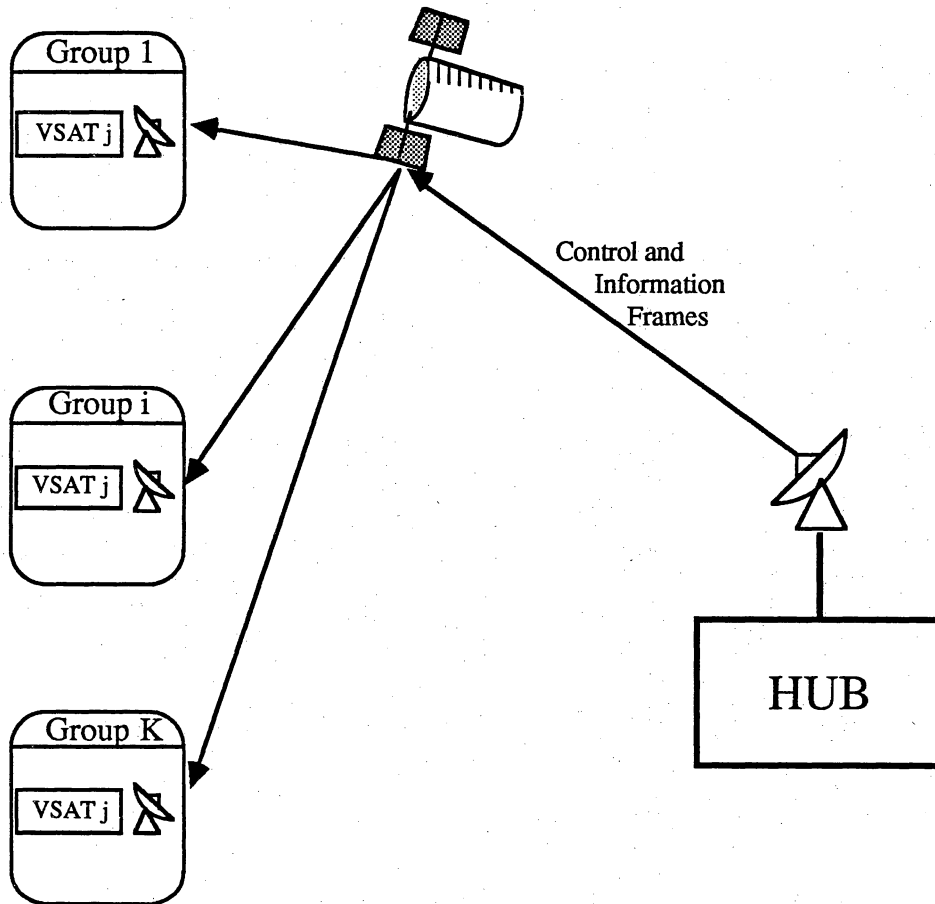 Group 1
VSAT j
Control and
Information
Frames
Group i
VSAT j
HUB
Group K
VSAT j